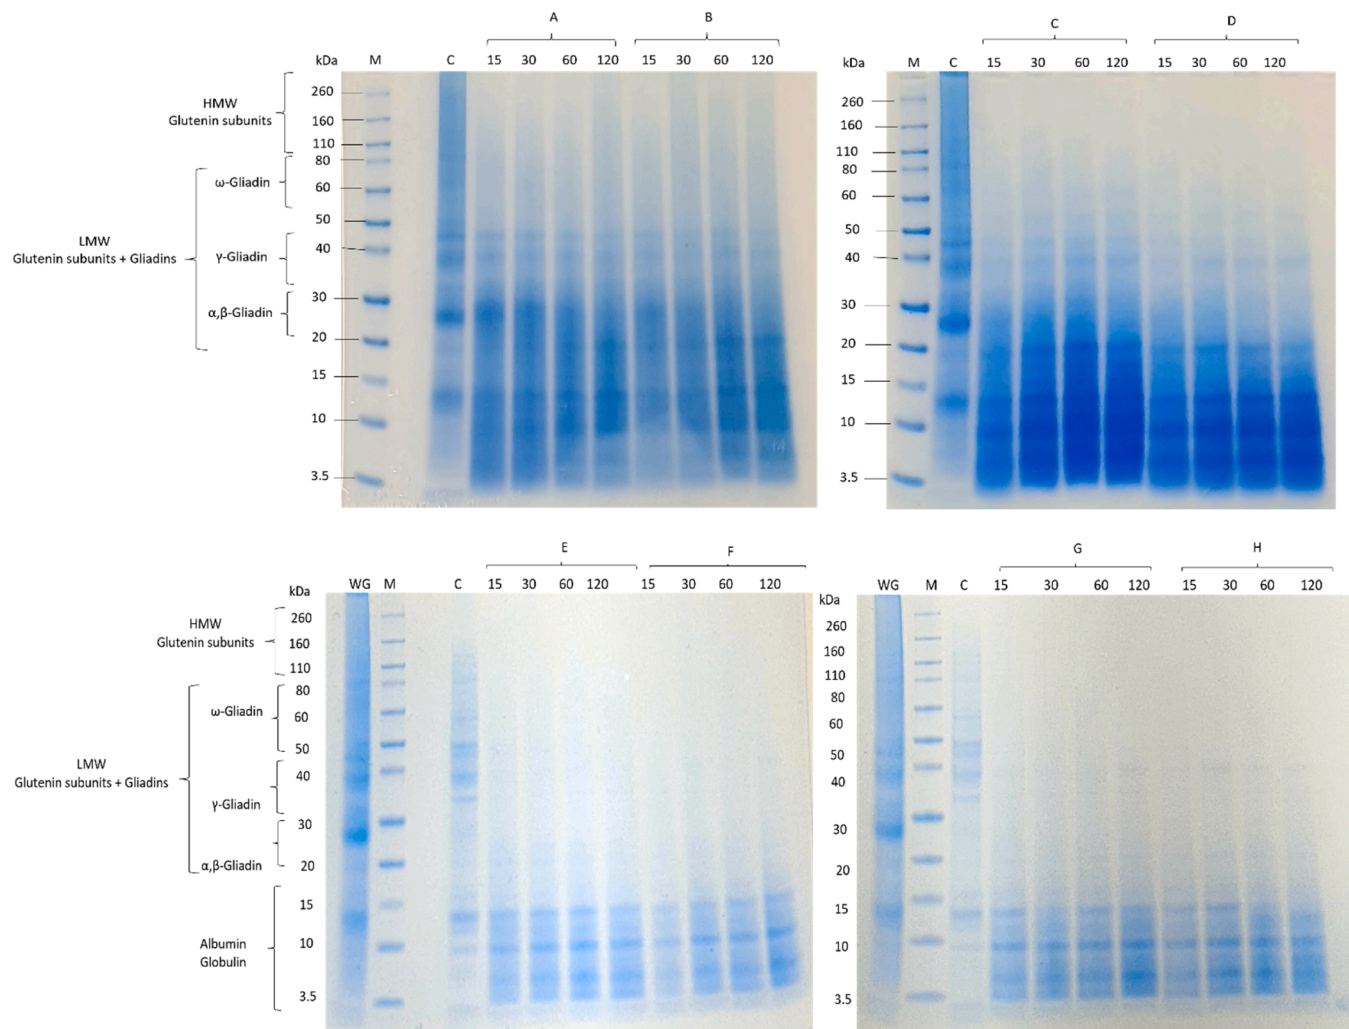 A B
kDa M C 15 30 60 120 15 30 60 120
HMW
Glutenin subunits
260
160
110
80
ω-Gliadin
60
50
LMW
Glutenin subunits + Gliadins
40
γ-Gliadin
30
α,β-Gliadin
20
15
10
3.5
C D
kDa M C 15 30 60 120 15 30 60 120
260
160
110
80
60
50
40
30
20
15
10
3.5
E F
WG M C 15 30 60 120 15 30 60 120
kDa
HMW
Glutenin subunits
260
160
110
80
ω-Gliadin
60
50
LMW
Glutenin subunits + Gliadins
40
γ-Gliadin
30
α,β-Gliadin
20
15
Albumin
Globulin
10
3.5
G H
WG M C 15 30 60 120 15 30 60 120
kDa
260
160
110
80
60
50
40
30
20
15
10
3.5